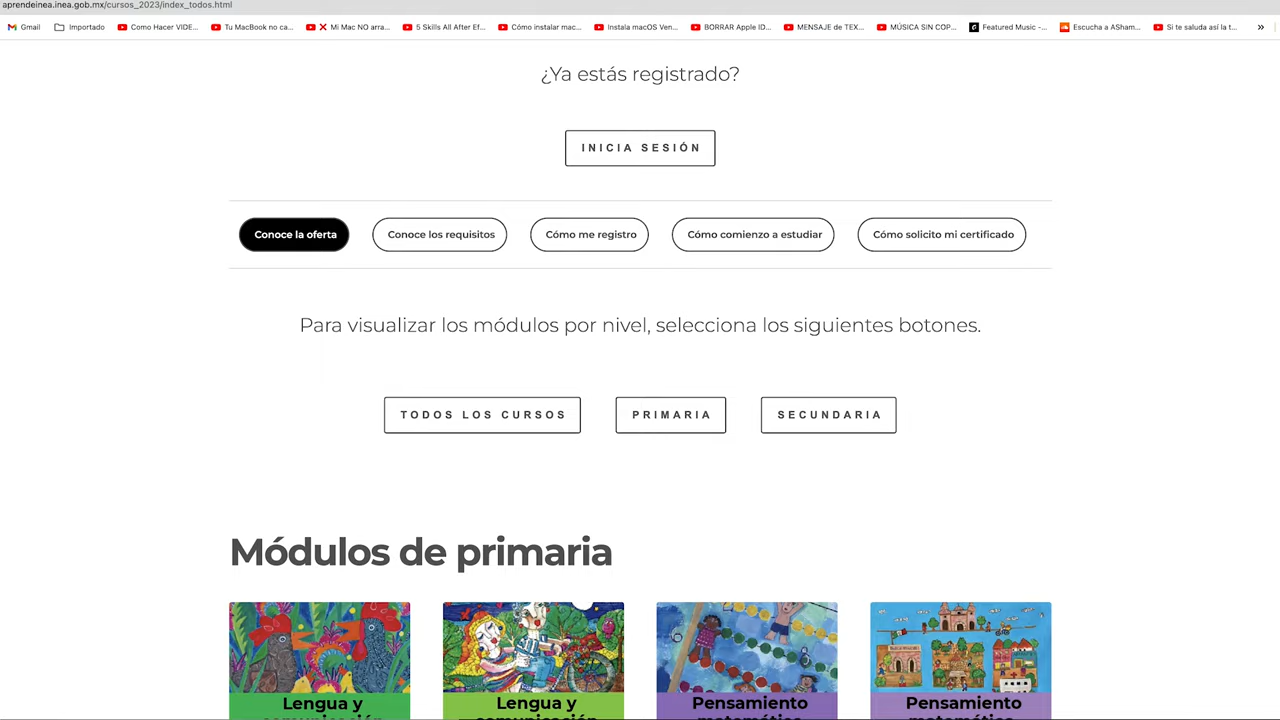 aprendeinea.inea.gob.mx/cursos_2023/index_todos.html
Gmail Importado Como Hacer VIDE... Tu MacBook no ca... Mi Mac NO arra... 5 Skills All After Ef... Cómo instalar mac... Instala macOS Ven... BORRAR Apple ID... MENSAJE de TEX... MÚSICA SIN COP... Featured Music -... Escucha a ASham... Si te saluda así la t... »
¿Ya estás registrado?
INICIA SESIÓN
Conoce la oferta Conoce los requisitos Cómo me registro Cómo comienzo a estudiar Cómo solicito mi certificado
Para visualizar los módulos por nivel, selecciona los siguientes botones.
TODOS LOS CURSOS PRIMARIA SECUNDARIA
Módulos de primaria
Lengua y Lengua y Pensamiento Pensamiento
comunicación comunicación matemático matemático